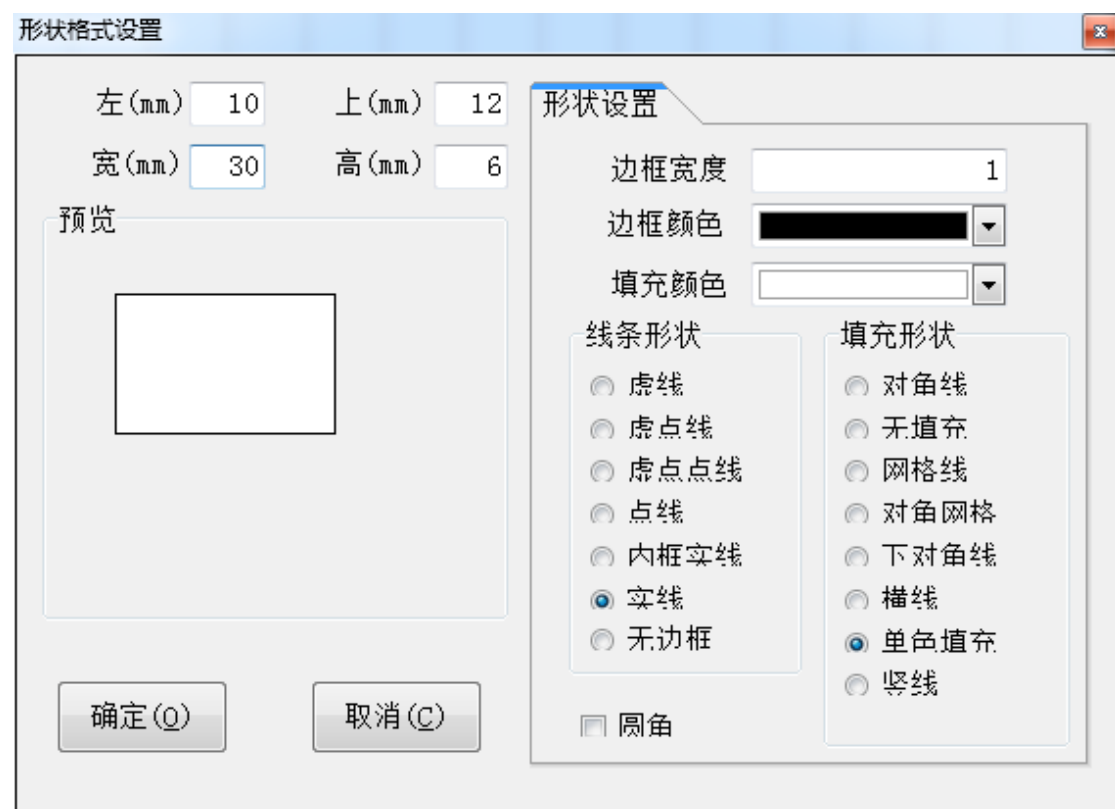 形状格式设置
左(mm) 10 上(mm) 12
宽(mm) 30 高(mm) 6
预览
确定(O) 取消(C)
形状设置
边框宽度 1
边框颜色
填充颜色
线条形状
虚线
虚点线
虚点点线
点线
内框实线
实线
无边框
圆角
填充形状
对角线
无填充
网格线
对角网格
下对角线
横线
单色填充
竖线